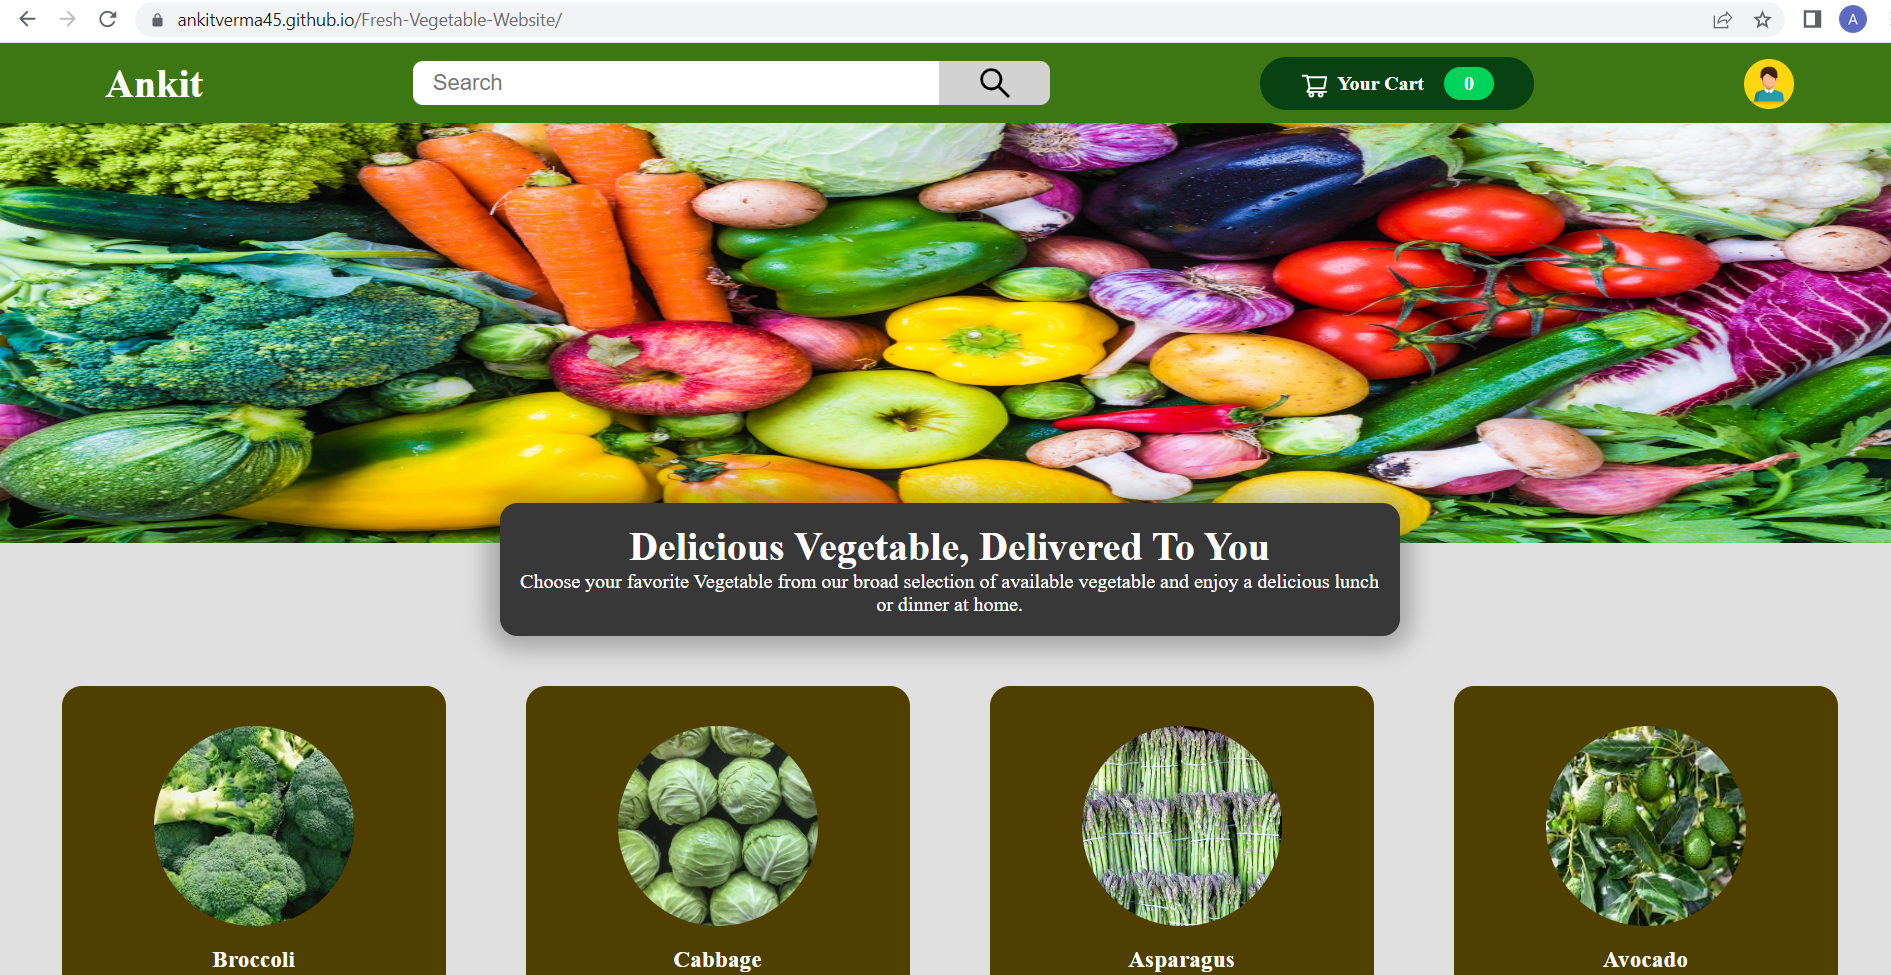 ankitverma45.github.io/Fresh-Vegetable-Website/
A
Ankit
Search
Your Cart 0
Delicious Vegetable, Delivered To You
Choose your favorite Vegetable from our broad selection of available vegetable and enjoy a delicious lunch
or dinner at home.
Broccoli
Cabbage
Asparagus
Avocado